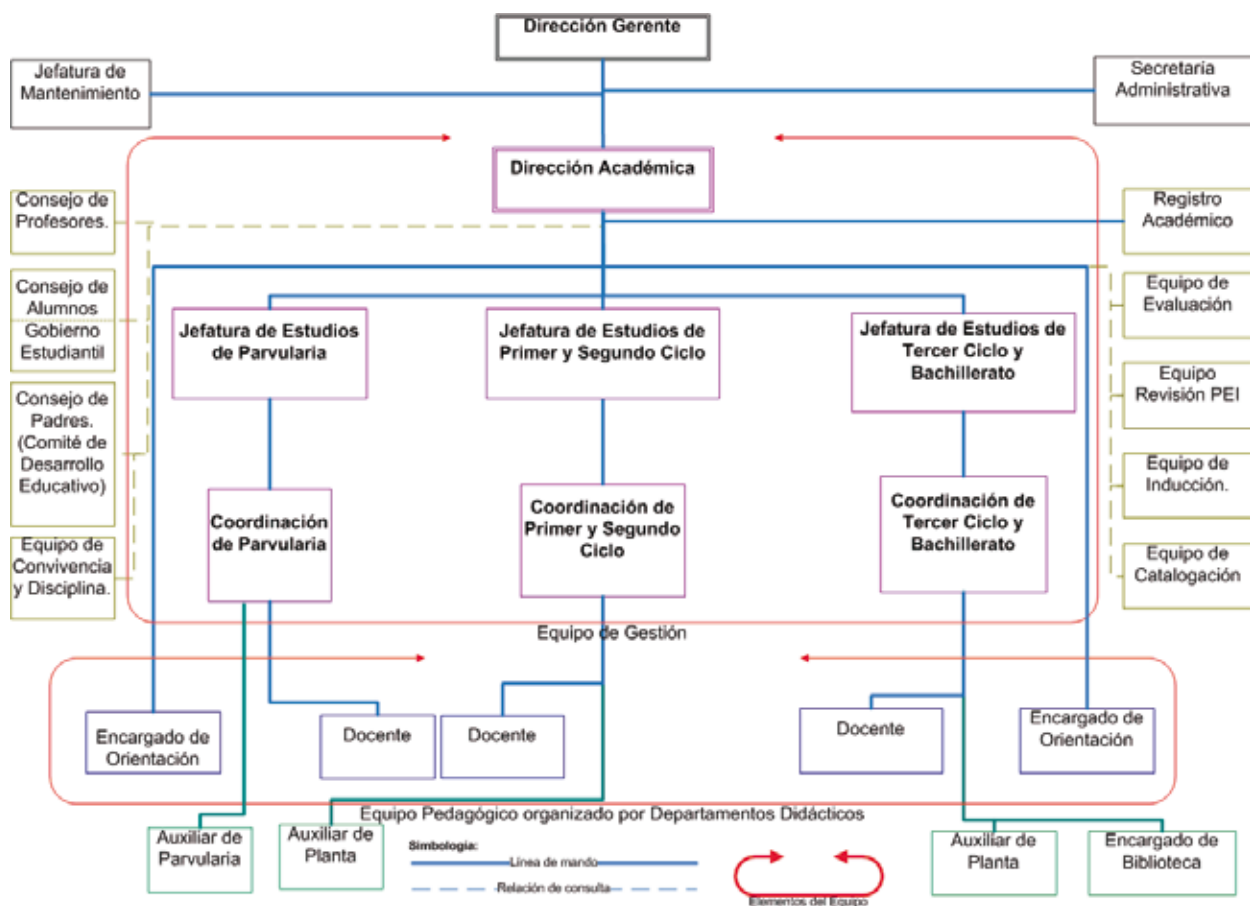 Dirección Gerente
Jefatura de
Mantenimiento
Secretaría
Administrativa
Dirección Académica
Consejo de
Profesores.
Registro
Académico
Consejo de
Alumnos
Gobierno
Estudiantil
Equipo de
Evaluación
Jefatura de Estudios
de Parvularia
Jefatura de Estudios de
Primer y Segundo Ciclo
Jefatura de Estudios de
Tercer Ciclo y
Bachillerato
Equipo
Revisión PEI
Consejo de
Padres.
(Comité de
Desarrollo
Educativo)
Equipo de
Inducción.
Coordinación
de Parvularia
Coordinación de
Primer y Segundo
Ciclo
Coordinación de
Tercer Ciclo y
Bachillerato
Equipo de
Convivencia
y Disciplina.
Equipo de
Catalogación
Equipo de Gestión
Encargado de
Orientación
Docente
Docente
Docente
Encargado de
Orientación
Equipo Pedagógico organizado por Departamentos Didácticos
Auxiliar de
Parvularia
Auxiliar de
Planta
Auxiliar de
Planta
Encargado de
Biblioteca
Simbología:
Línea de mando
Relación de consulta
Elementos del Equipo